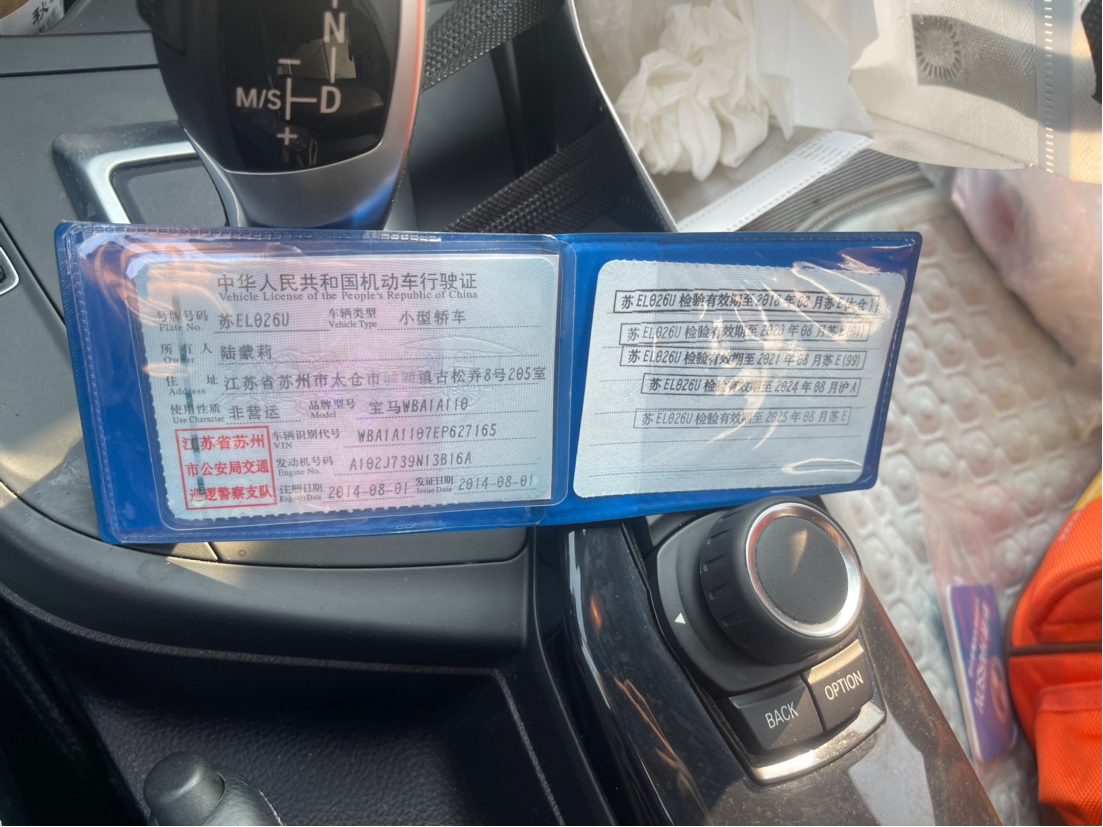 秋
N
M/S
D
中华人民共和国机动车行驶证
Vehicle License of the People's Republic of China
号牌号码 苏EL026U 车辆类型 小型轿车
Plate No. Vehicle Type
所有人 陆蒙莉
Owner
住址 江苏省苏州市太仓市 镇古松弄8号205室
Address
使用性质 非营运 品牌型号 宝马WBA1A110
Use Character Model
江苏省苏州
市公安局交通
巡逻警察支队
车辆识别代号 WBA1A1107EP627165
VIN
发动机号码 A102J739N13B16A
Engine No.
注册日期 2014-08-01 发证日期 2014-08-01
Register Date Issue Date
苏EL026U 检验有效期至2018年08月苏E(太仓)
苏EL026U 检验有效期至2020年08月苏E
苏EL026U 检验有效期至2021年08月苏E(99)
苏EL026U 检验有效期至2024年08月沪A
苏EL026U 检验有效期至2025年08月苏E
BACK
OPTION